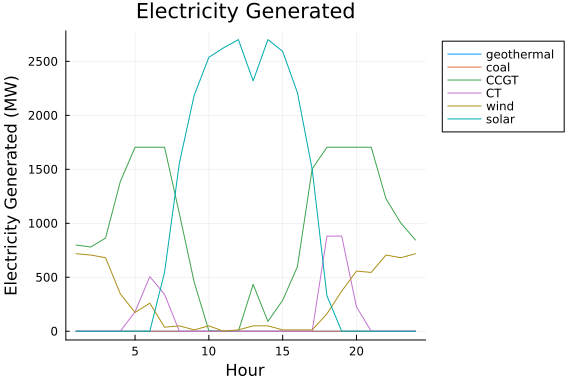 Electricity Generated
Electricity Generated (MW)
2500
2000
1500
1000
500
0
5
10
15
20
Hour
geothermal
coal
CCGT
CT
wind
solar